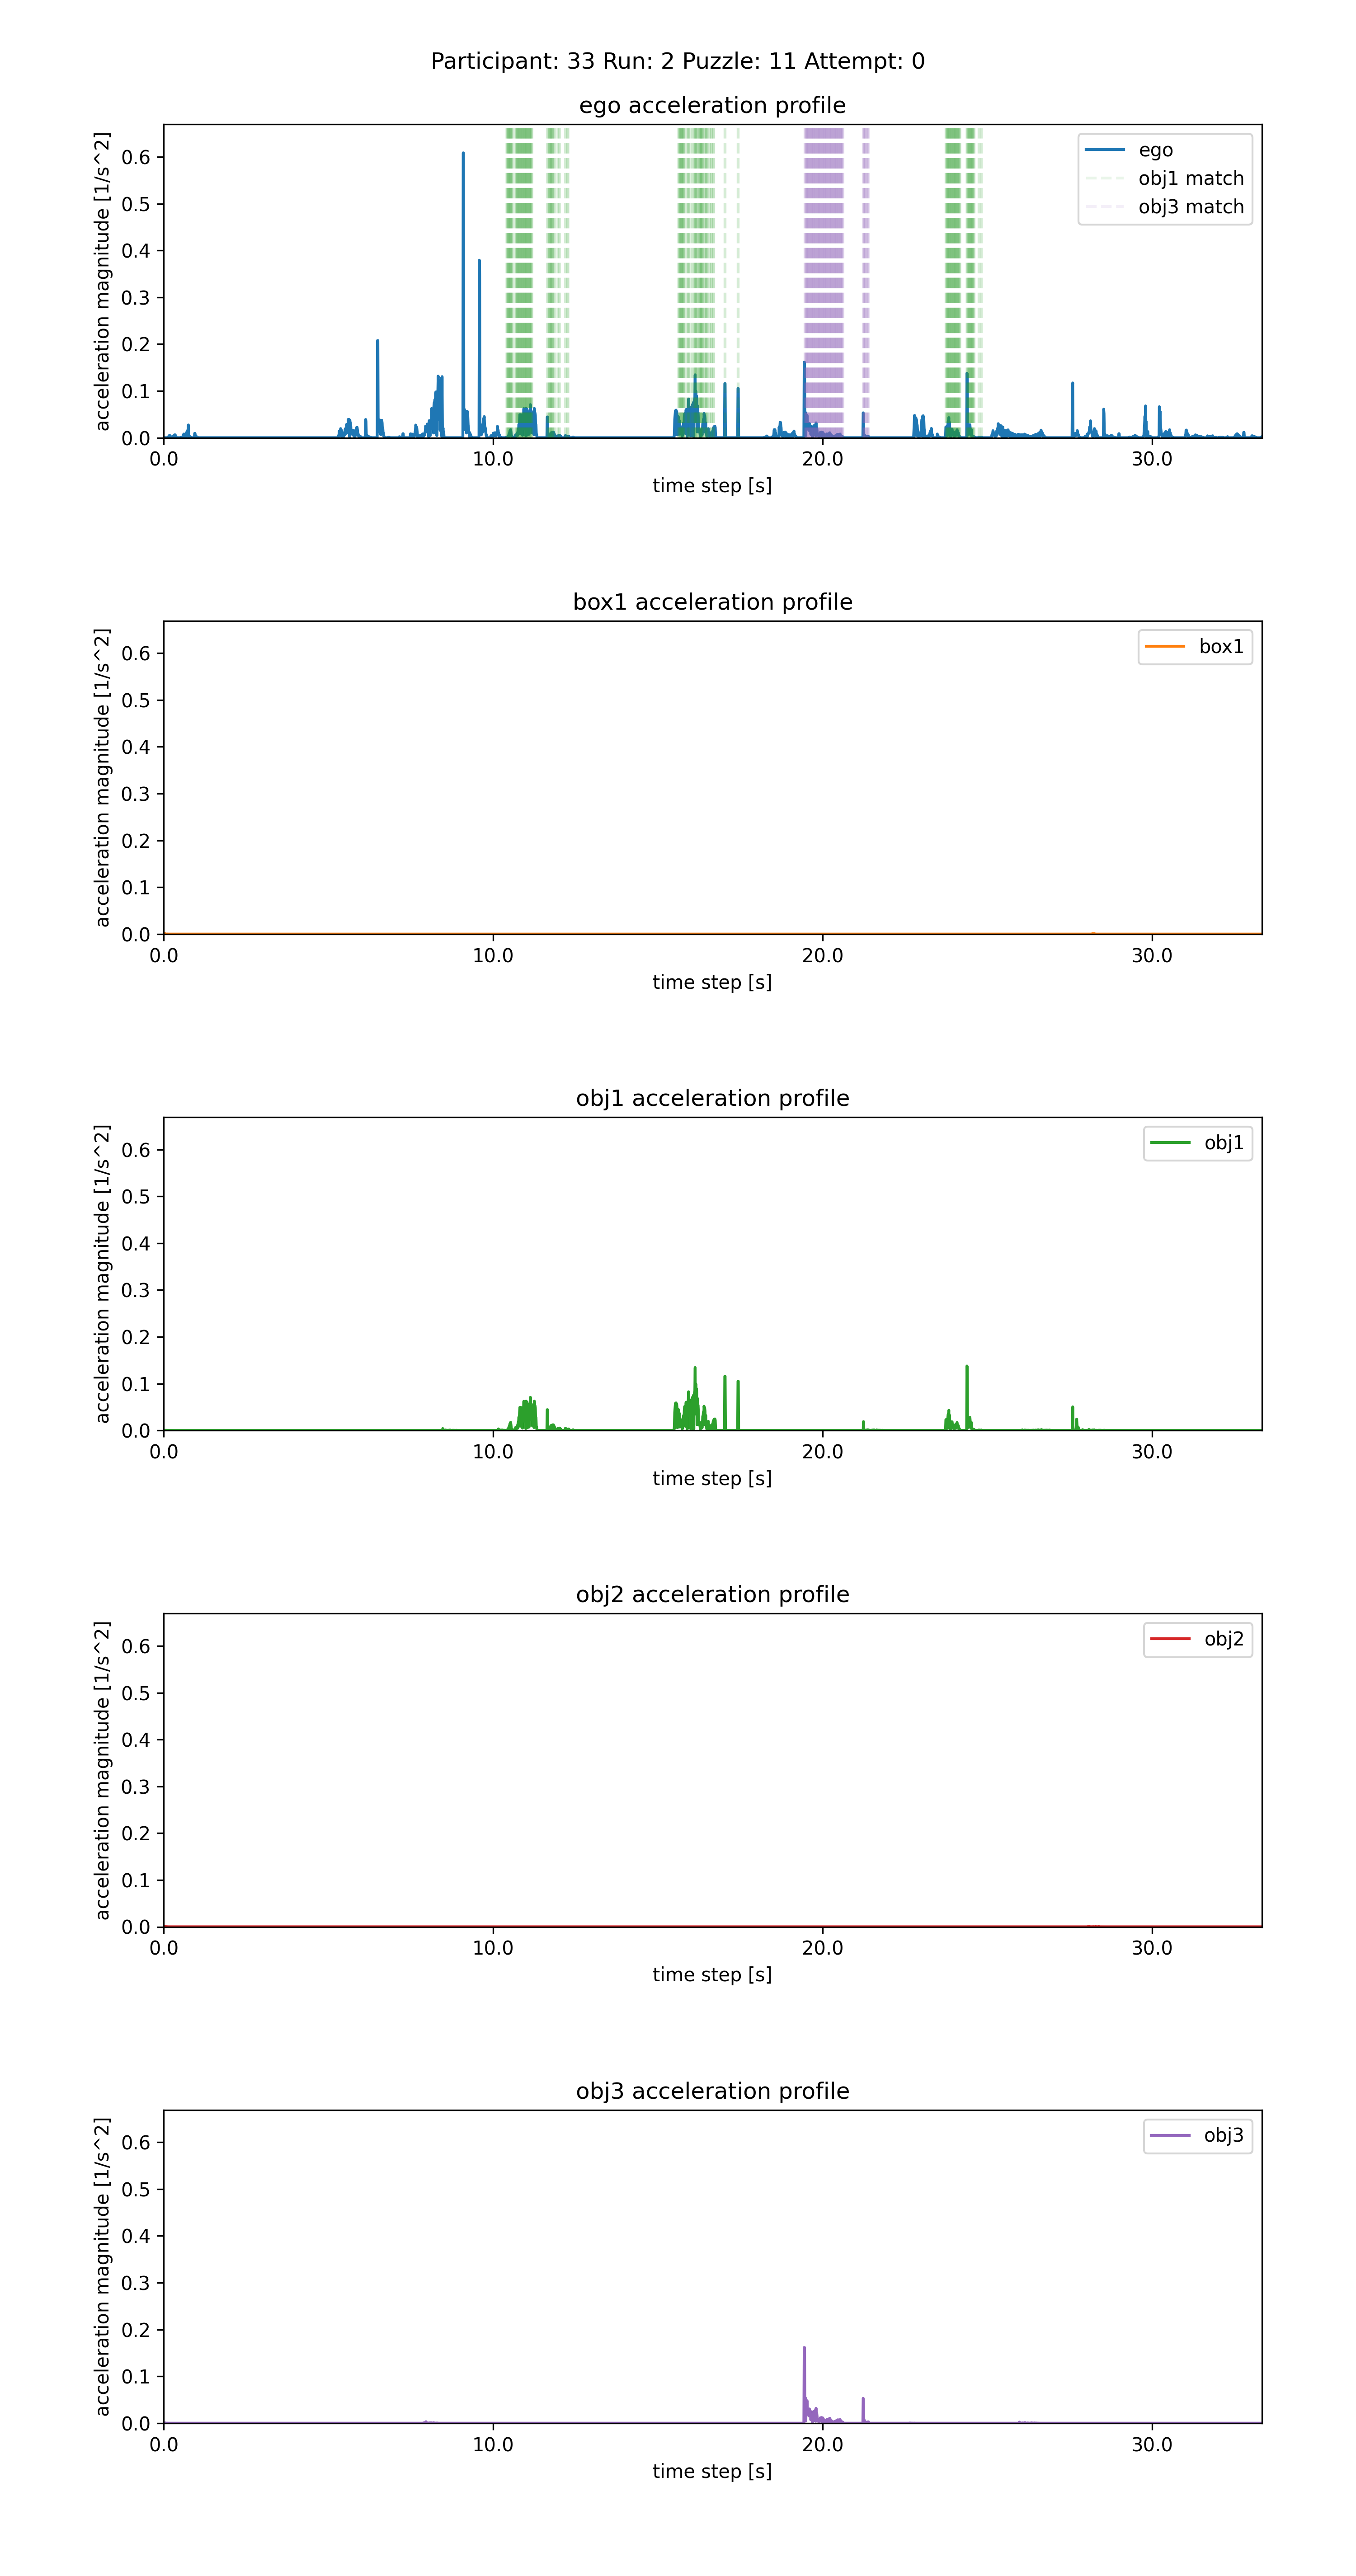 Participant: 33 Run: 2 Puzzle: 11 Attempt: 0
ego acceleration profile
acceleration magnitude [1/s^2]
0.6
0.5
0.4
0.3
0.2
0.1
0.0
ego
obj1 match
obj3 match
0.0 10.0 20.0 30.0
time step [s]
box1 acceleration profile
acceleration magnitude [1/s^2]
0.6
0.5
0.4
0.3
0.2
0.1
0.0
box1
0.0 10.0 20.0 30.0
time step [s]
obj1 acceleration profile
acceleration magnitude [1/s^2]
0.6
0.5
0.4
0.3
0.2
0.1
0.0
obj1
0.0 10.0 20.0 30.0
time step [s]
obj2 acceleration profile
acceleration magnitude [1/s^2]
0.6
0.5
0.4
0.3
0.2
0.1
0.0
obj2
0.0 10.0 20.0 30.0
time step [s]
obj3 acceleration profile
acceleration magnitude [1/s^2]
0.6
0.5
0.4
0.3
0.2
0.1
0.0
obj3
0.0 10.0 20.0 30.0
time step [s]